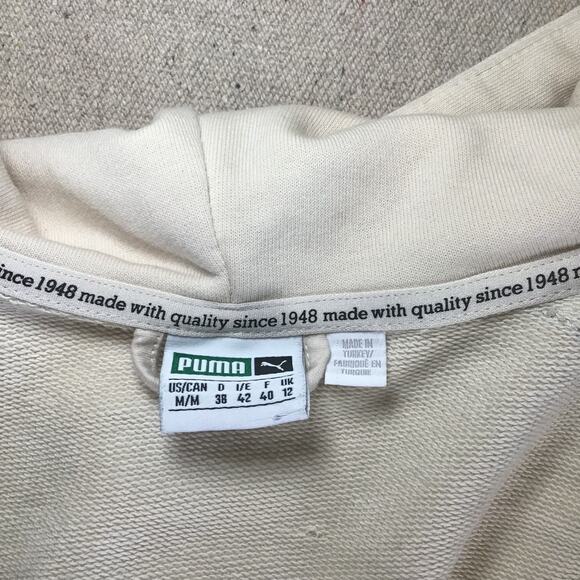 since 1948 made with quality since 1948 made with quality since 1948 made
PUMA
US/CAN D I/E F UK
M/M 38 42 40 12
MADE IN
TURKEY/
FABRIQUÉ EN
TURQUIE